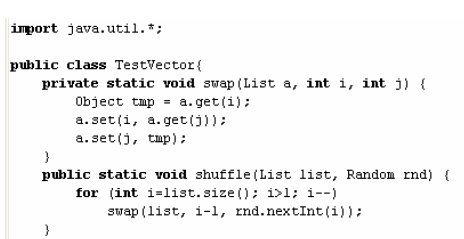 import java.util.*;
public class TestVector{
private static void swap(List a, int i, int j) {
Object tmp = a.get(i);
a.set(i, a.get(j));
a.set(j, tmp);
}
public static void shuffle(List list, Random rnd) {
for (int i=list.size(); i>1; i--)
swap(list, i-1, rnd.nextInt(i));
}